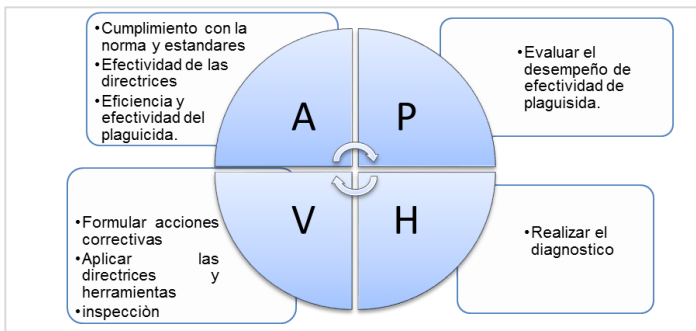 •Cumplimiento con la
norma y estandares
•Efectividad de las
directrices
•Eficiencia y
efectividad del
plaguicida.
•Evaluar el
desempeño de
efectividad de
plaguisida.
A
P
V
H
•Formular acciones
correctivas
•Aplicar las
directrices y
herramientas
•inspecciòn
•Realizar el
diagnostico